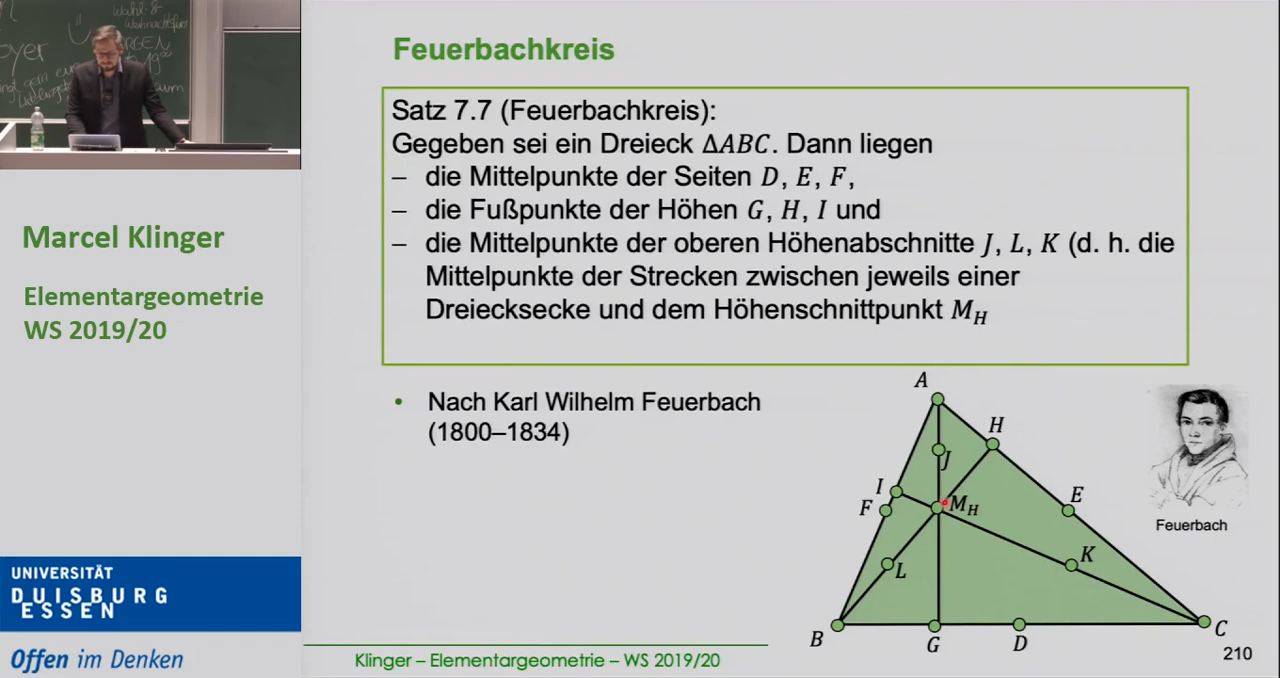 Wahl- &
Feuerbachkreis
Satz 7.7 (Feuerbachkreis):
Gegeben sei ein Dreieck ΔABC. Dann liegen
– die Mittelpunkte der Seiten D, E, F,
– die Fußpunkte der Höhen G, H, I und
– die Mittelpunkte der oberen Höhenabschnitte J, L, K (d. h. die
Mittelpunkte der Strecken zwischen jeweils einer
Dreiecksecke und dem Höhenschnittpunkt M_H
• Nach Karl Wilhelm Feuerbach
(1800–1834)
A
H
J
I
F
M_H
E
L
K
B
G
D
C
Feuerbach
Marcel Klinger
Elementargeometrie
WS 2019/20
UNIVERSITÄT
DUISBURG
ESSEN
Offen im Denken
Klinger – Elementargeometrie – WS 2019/20
210